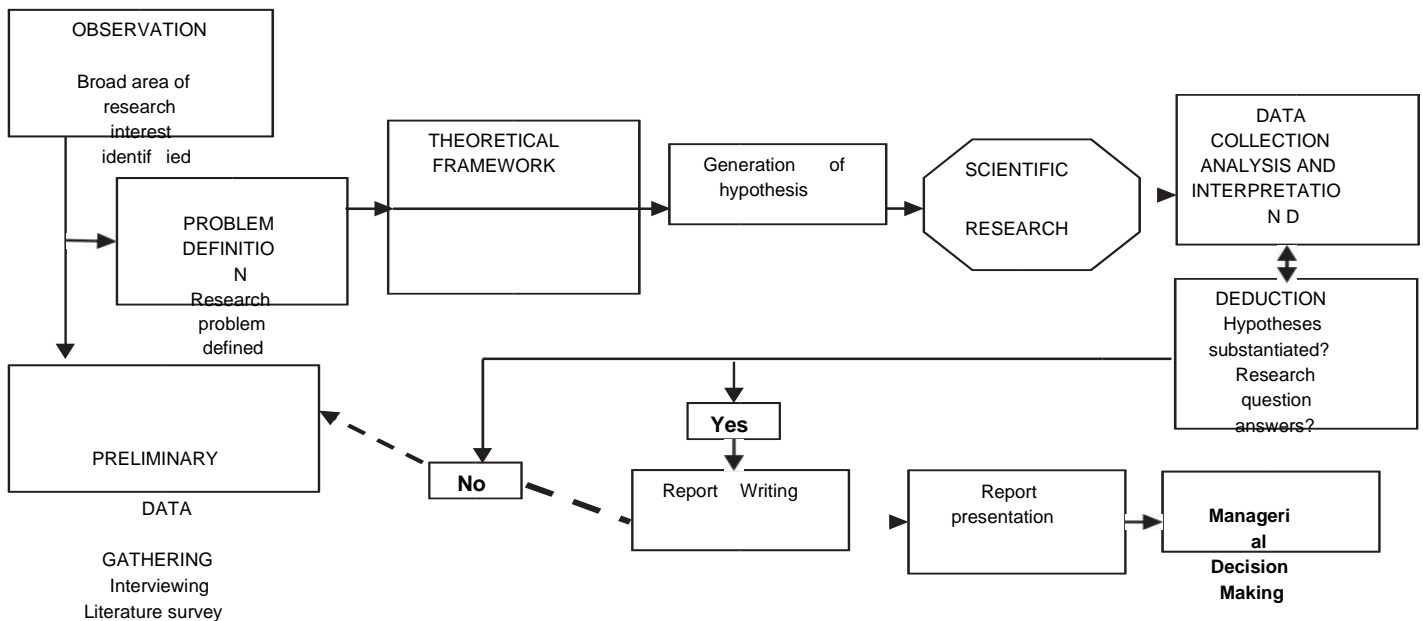 OBSERVATION
Broad area of
research
interest
identif ied
PROBLEM
DEFINITIO
N
Research
problem
defined
THEORETICAL
FRAMEWORK
Generation of
hypothesis
SCIENTIFIC
RESEARCH
DATA
COLLECTION
ANALYSIS AND
INTERPRETATIO
N D
DEDUCTION
Hypotheses
substantiated?
Research
question
answers?
PRELIMINARY
DATA
GATHERING
Interviewing
Literature survey
No
Yes
Report Writing
Report
presentation
Manageri
al
Decision
Making